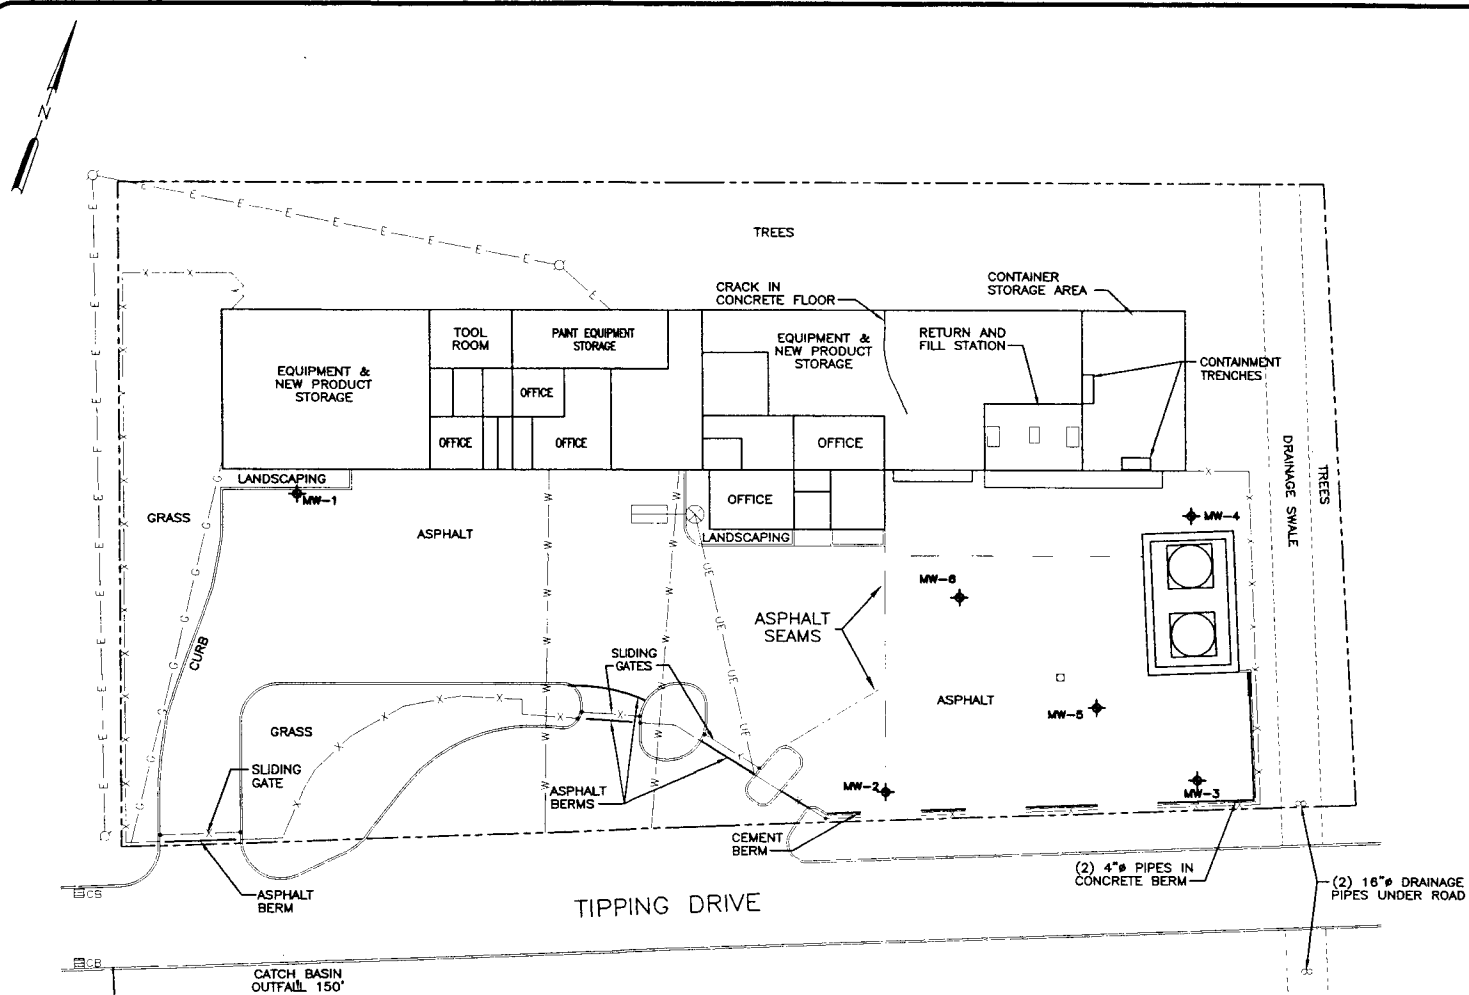 N
TREES
CRACK IN
CONCRETE FLOOR
CONTAINER
STORAGE AREA
TOOL
ROOM
PAINT EQUIPMENT
STORAGE
EQUIPMENT &
NEW PRODUCT
STORAGE
RETURN AND
FILL STATION
CONTAINMENT
TRENCHES
EQUIPMENT &
NEW PRODUCT
STORAGE
OFFICE
OFFICE
OFFICE
OFFICE
DRAINAGE SWALE
TREES
LANDSCAPING
MW-1
GRASS
ASPHALT
OFFICE
LANDSCAPING
MW-4
MW-6
ASPHALT
SEAMS
CURB
SLIDING
GATES
ASPHALT
MW-5
GRASS
SLIDING
GATE
ASPHALT
BERMS
MW-2
MW-3
CEMENT
BERM
(2) 4"ø PIPES IN
CONCRETE BERM
(2) 16"ø DRAINAGE
PIPES UNDER ROAD
ASPHALT
BERM
CB
TIPPING DRIVE
CB
CATCH BASIN
OUTFALL 150'